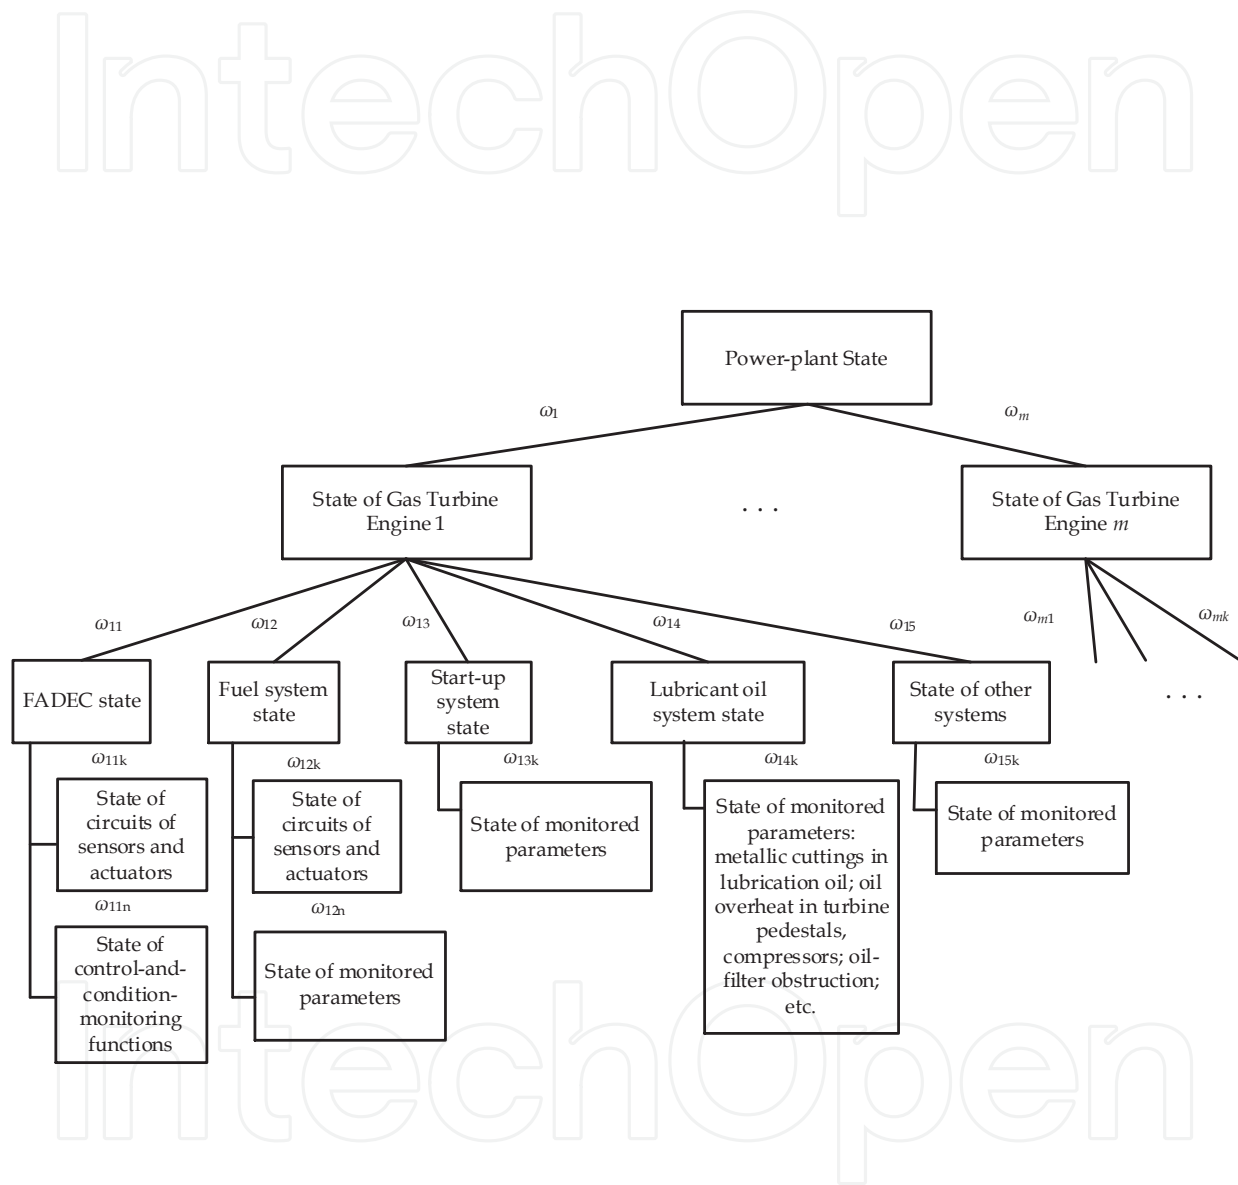 IntechOpen
Power-plant State
ω1
ωm
State of Gas Turbine
Engine 1
. . .
State of Gas Turbine
Engine m
ω11
ω12
ω13
ω14
ω15
ωm1
ωmk
FADEC state
Fuel system
state
Start-up
system
state
Lubricant oil
system state
State of other
systems
. . .
ω11k
ω12k
ω13k
ω14k
ω15k
State of
circuits of
sensors and
actuators
State of
circuits of
sensors and
actuators
State of monitored
parameters
State of monitored
parameters:
metallic cuttings in
lubrication oil; oil
overheat in turbine
pedestals,
compressors; oil-
filter obstruction;
etc.
State of monitored
parameters
ω11n
ω12n
State of
control-and-
condition-
monitoring
functions
State of monitored
parameters
IntechOpen